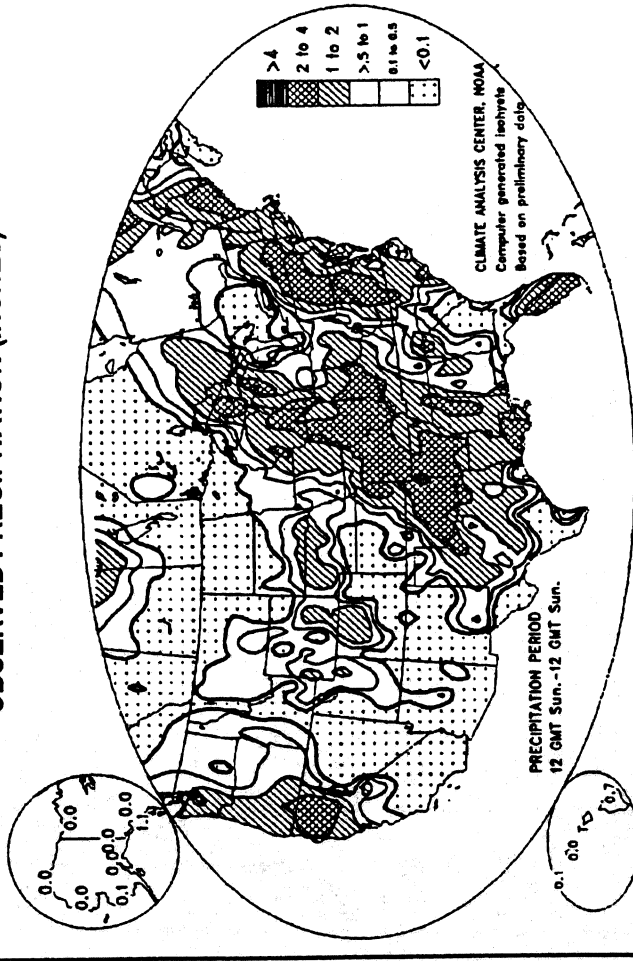 >4
2 to 4
1 to 2
>.5 to 1
0.1 to 0.5
<0.1
CLIMATE ANALYSIS CENTER, NOAA
Computer generated isohyets
Based on preliminary data
PRECIPITATION PERIOD
12 GMT Sun.-12 GMT Sun.
0.0
0.0
0.0
0.0
0.0
0.1
0.1
1.1
0.0
0.1
0.0
T
0.7